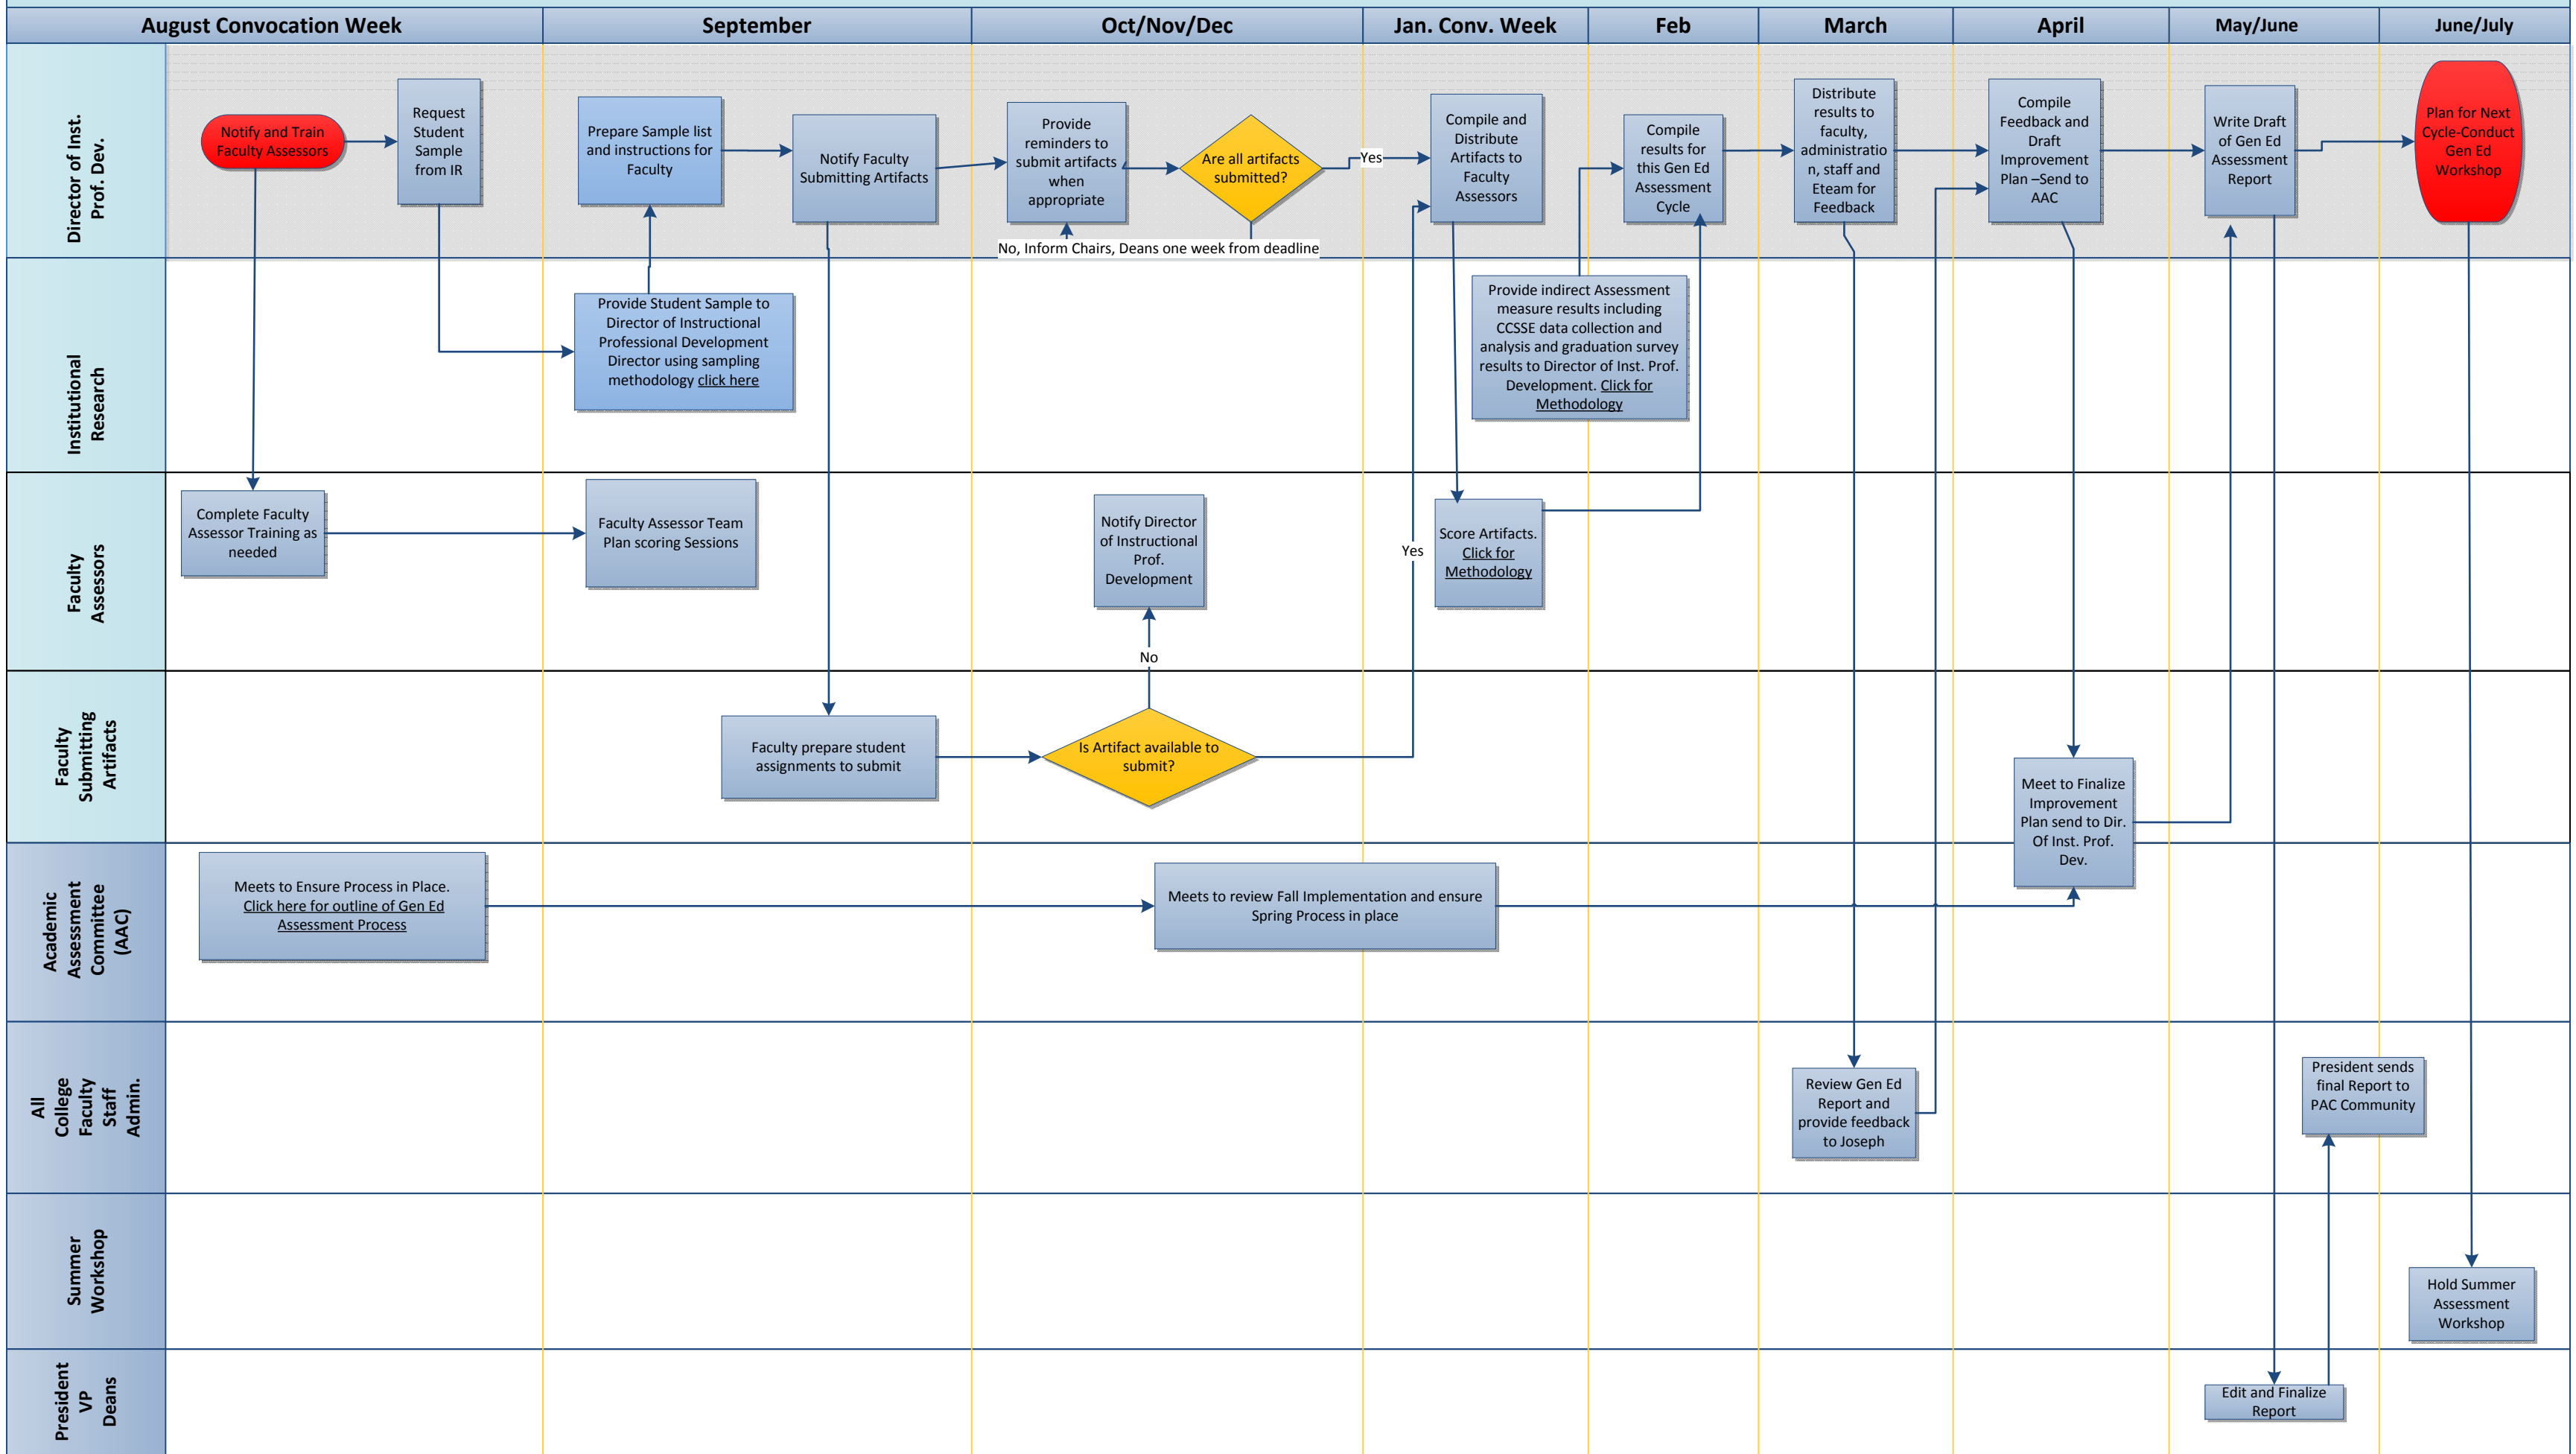 August Convocation Week
September
Oct/Nov/Dec
Jan. Conv. Week
Feb
March
April
May/June
June/July
Director of Inst.
Prof. Dev.
Notify and Train
Faculty Assessors
Request
Student
Sample
from IR
Prepare Sample list
and instructions for
Faculty
Notify Faculty
Submitting Artifacts
Provide
reminders to
submit artifacts
when
appropriate
Are all artifacts
submitted?
Yes
No, Inform Chairs, Deans one week from deadline
Compile and
Distribute
Artifacts to
Faculty
Assessors
Compile
results for
this Gen Ed
Assessment
Cycle
Distribute
results to
faculty,
administratio
n, staff and
Eteam for
Feedback
Compile
Feedback and
Draft
Improvement
Plan –Send to
AAC
Write Draft
of Gen Ed
Assessment
Report
Plan for Next
Cycle-Conduct
Gen Ed
Workshop
Institutional
Research
Provide Student Sample to
Director of Instructional
Professional Development
Director using sampling
methodology click here
Provide indirect Assessment
measure results including
CCSSE data collection and
analysis and graduation survey
results to Director of Inst. Prof.
Development. Click for
Methodology
Faculty
Assessors
Complete Faculty
Assessor Training as
needed
Faculty Assessor Team
Plan scoring Sessions
Notify Director
of Instructional
Prof.
Development
No
Yes
Score Artifacts.
Click for
Methodology
Faculty
Submitting
Artifacts
Faculty prepare student
assignments to submit
Is Artifact available to
submit?
Meet to Finalize
Improvement
Plan send to Dir.
Of Inst. Prof.
Dev.
Academic
Assessment
Committee
(AAC)
Meets to Ensure Process in Place.
Click here for outline of Gen Ed
Assessment Process
Meets to review Fall Implementation and ensure
Spring Process in place
All
College
Faculty
Staff
Admin.
Review Gen Ed
Report and
provide feedback
to Joseph
President sends
final Report to
PAC Community
Summer
Workshop
Hold Summer
Assessment
Workshop
President
VP
Deans
Edit and Finalize
Report